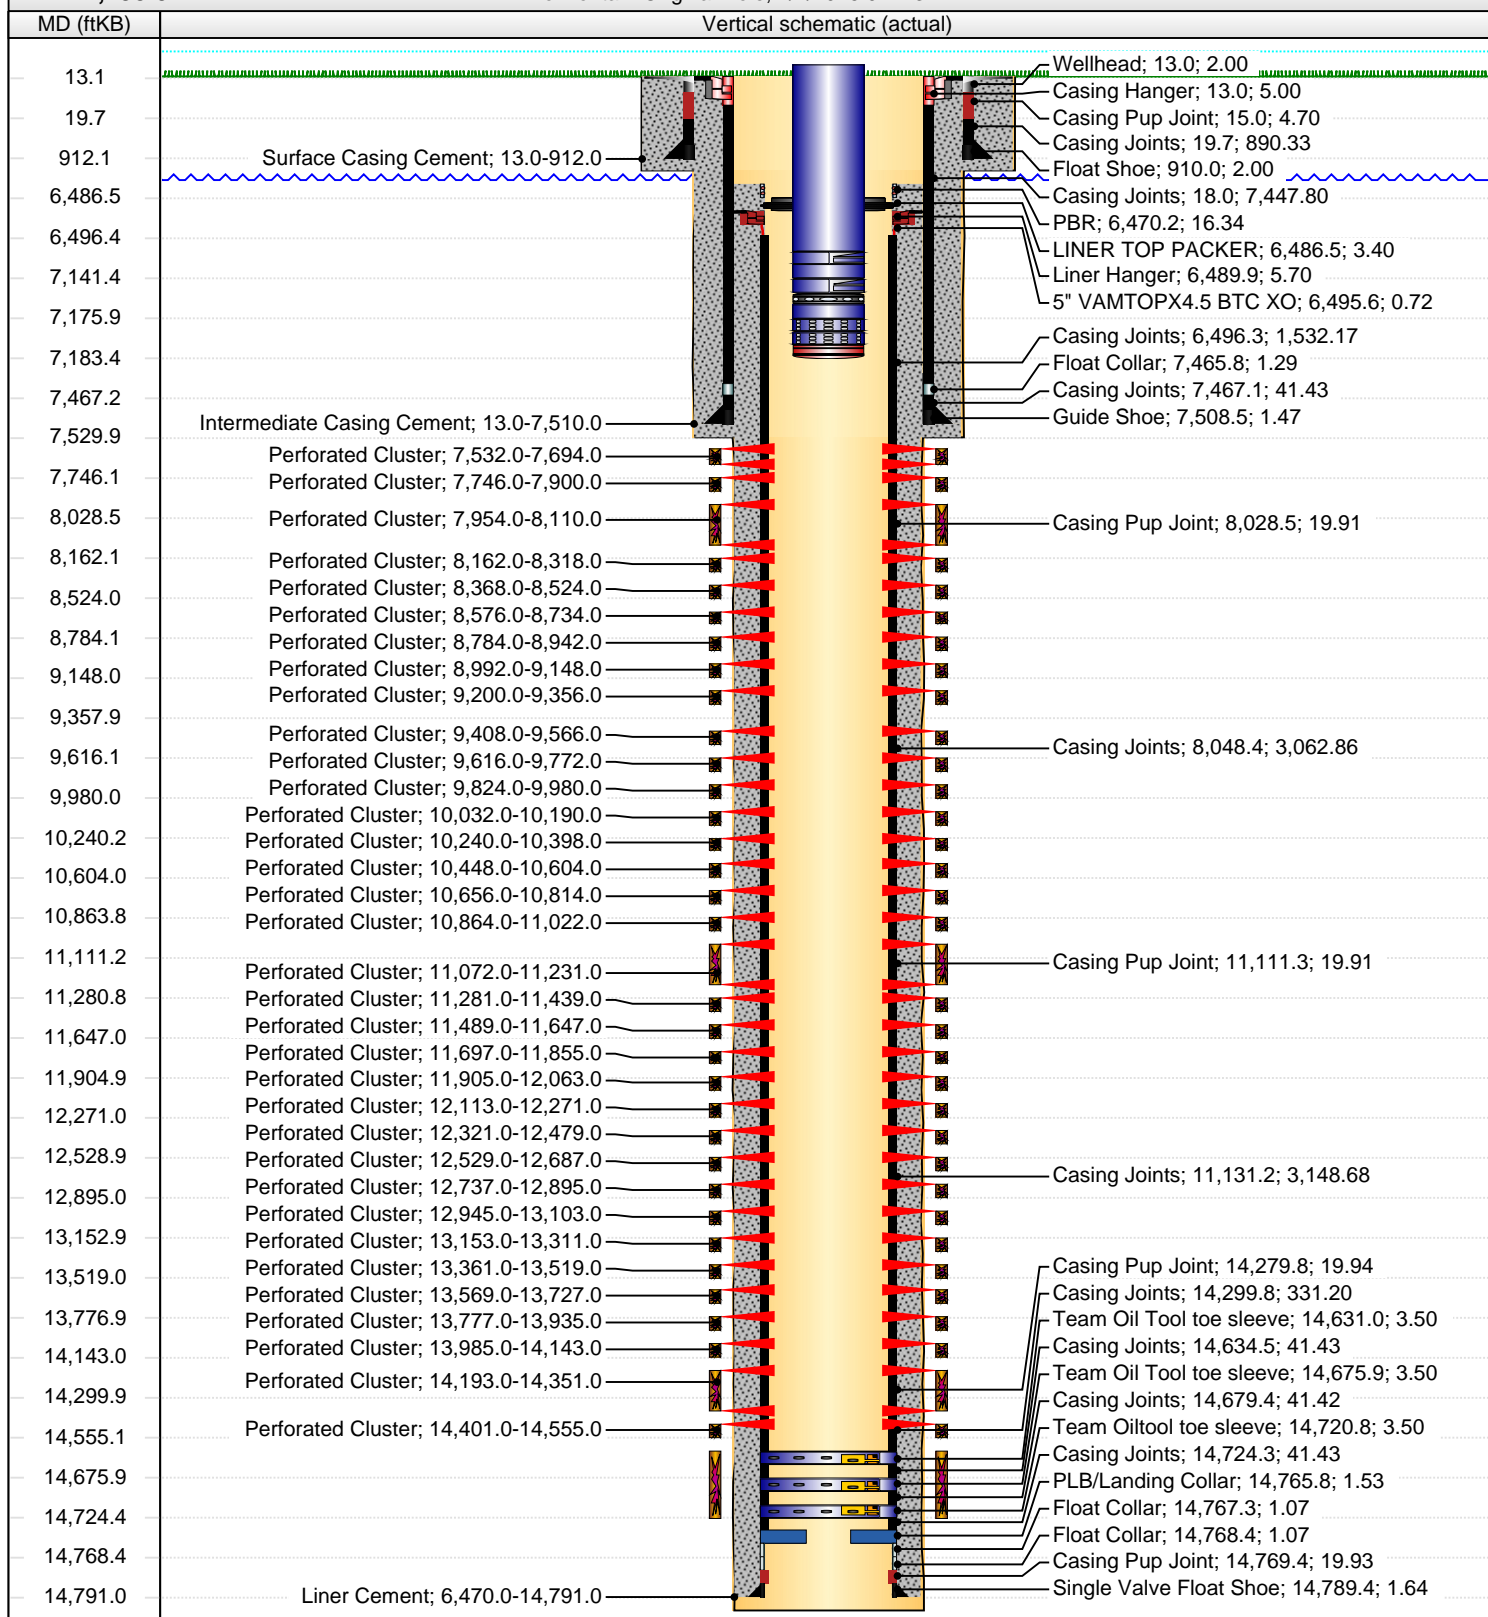 MD (ftKB)
Vertical schematic (actual)
13.1
19.7
912.1
6,486.5
6,496.4
7,141.4
7,175.9
7,183.4
7,467.2
7,529.9
7,746.1
8,028.5
8,162.1
8,524.0
8,784.1
9,148.0
9,357.9
9,616.1
9,980.0
10,240.2
10,604.0
10,863.8
11,111.2
11,280.8
11,647.0
11,904.9
12,271.0
12,528.9
12,895.0
13,152.9
13,519.0
13,776.9
14,143.0
14,299.9
14,555.1
14,675.9
14,724.4
14,768.4
14,791.0
Surface Casing Cement; 13.0-912.0
Intermediate Casing Cement; 13.0-7,510.0
Perforated Cluster; 7,532.0-7,694.0
Perforated Cluster; 7,746.0-7,900.0
Perforated Cluster; 7,954.0-8,110.0
Perforated Cluster; 8,162.0-8,318.0
Perforated Cluster; 8,368.0-8,524.0
Perforated Cluster; 8,576.0-8,734.0
Perforated Cluster; 8,784.0-8,942.0
Perforated Cluster; 8,992.0-9,148.0
Perforated Cluster; 9,200.0-9,356.0
Perforated Cluster; 9,408.0-9,566.0
Perforated Cluster; 9,616.0-9,772.0
Perforated Cluster; 9,824.0-9,980.0
Perforated Cluster; 10,032.0-10,190.0
Perforated Cluster; 10,240.0-10,398.0
Perforated Cluster; 10,448.0-10,604.0
Perforated Cluster; 10,656.0-10,814.0
Perforated Cluster; 10,864.0-11,022.0
Perforated Cluster; 11,072.0-11,231.0
Perforated Cluster; 11,281.0-11,439.0
Perforated Cluster; 11,489.0-11,647.0
Perforated Cluster; 11,697.0-11,855.0
Perforated Cluster; 11,905.0-12,063.0
Perforated Cluster; 12,113.0-12,271.0
Perforated Cluster; 12,321.0-12,479.0
Perforated Cluster; 12,529.0-12,687.0
Perforated Cluster; 12,737.0-12,895.0
Perforated Cluster; 12,945.0-13,103.0
Perforated Cluster; 13,153.0-13,311.0
Perforated Cluster; 13,361.0-13,519.0
Perforated Cluster; 13,569.0-13,727.0
Perforated Cluster; 13,777.0-13,935.0
Perforated Cluster; 13,985.0-14,143.0
Perforated Cluster; 14,193.0-14,351.0
Perforated Cluster; 14,401.0-14,555.0
Liner Cement; 6,470.0-14,791.0
Wellhead; 13.0; 2.00
Casing Hanger; 13.0; 5.00
Casing Pup Joint; 15.0; 4.70
Casing Joints; 19.7; 890.33
Float Shoe; 910.0; 2.00
Casing Joints; 18.0; 7,447.80
PBR; 6,470.2; 16.34
LINER TOP PACKER; 6,486.5; 3.40
Liner Hanger; 6,489.9; 5.70
5" VAMTOPX4.5 BTC XO; 6,495.6; 0.72
Casing Joints; 6,496.3; 1,532.17
Float Collar; 7,465.8; 1.29
Casing Joints; 7,467.1; 41.43
Guide Shoe; 7,508.5; 1.47
Casing Pup Joint; 8,028.5; 19.91
Casing Joints; 8,048.4; 3,062.86
Casing Pup Joint; 11,111.3; 19.91
Casing Joints; 11,131.2; 3,148.68
Casing Pup Joint; 14,279.8; 19.94
Casing Joints; 14,299.8; 331.20
Team Oil Tool toe sleeve; 14,631.0; 3.50
Casing Joints; 14,634.5; 41.43
Team Oil Tool toe sleeve; 14,675.9; 3.50
Casing Joints; 14,679.4; 41.42
Team Oiltool toe sleeve; 14,720.8; 3.50
Casing Joints; 14,724.3; 41.43
PLB/Landing Collar; 14,765.8; 1.53
Float Collar; 14,767.3; 1.07
Float Collar; 14,768.4; 1.07
Casing Pup Joint; 14,769.4; 19.93
Single Valve Float Shoe; 14,789.4; 1.64